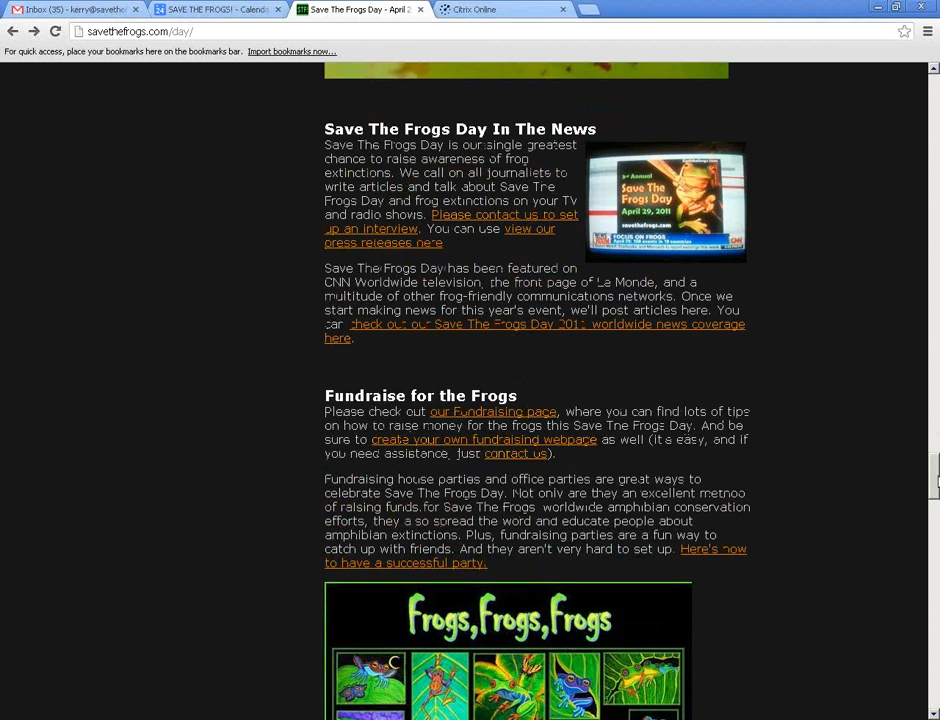 Inbox (35) - kerry@savethef
SAVE THE FROGS! - Calenda
Save The Frogs Day - April 2
Citrix Online
savethefrogs.com/day/
For quick access, place your bookmarks here on the bookmarks bar. Import bookmarks now...
Save The Frogs Day In The News
Save The Frogs Day is our single greatest
chance to raise awareness of frog
extinctions. We call on all journalists to
write articles and talk about Save The
Frogs Day and frog extinctions on your TV
and radio shows. Please contact us to set
up an interview. You can use view our
press releases here
3rd Annual
Save The
Frogs Day
April 29, 2011
savethefrogs.com
FOCUS ON FROGS
CNN
Save The Frogs Day has been featured on
CNN Worldwide television, the front page of Le Monde, and a
multitude of other frog-friendly communications networks. Once we
start making news for this year's event, we'll post articles here. You
can check out our Save The Frogs Day 2011 worldwide news coverage
here.
Fundraise for the Frogs
Please check out our Fundraising page, where you can find lots of tips
on how to raise money for the frogs this Save The Frogs Day. And be
sure to create your own fundraising webpage as well (it's easy, and if
you need assistance, just contact us).
Fundraising house parties and office parties are great ways to
celebrate Save The Frogs Day. Not only are they an excellent method
of raising funds for Save The Frogs' worldwide amphibian conservation
efforts, they also spread the word and educate people about
amphibian extinctions. Plus, fundraising parties are a fun way to
catch up with friends. And they aren't very hard to set up. Here's how
to have a successful party.
Frogs,Frogs,Frogs